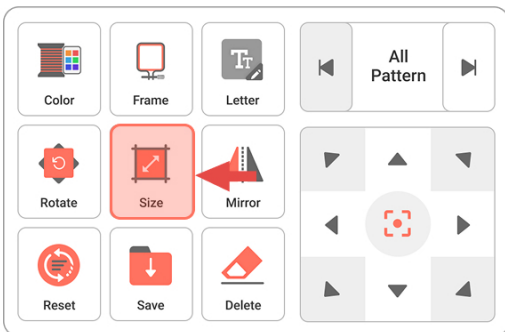 Color
Frame
Letter
All
Pattern
Rotate
Size
Mirror
Reset
Save
Delete